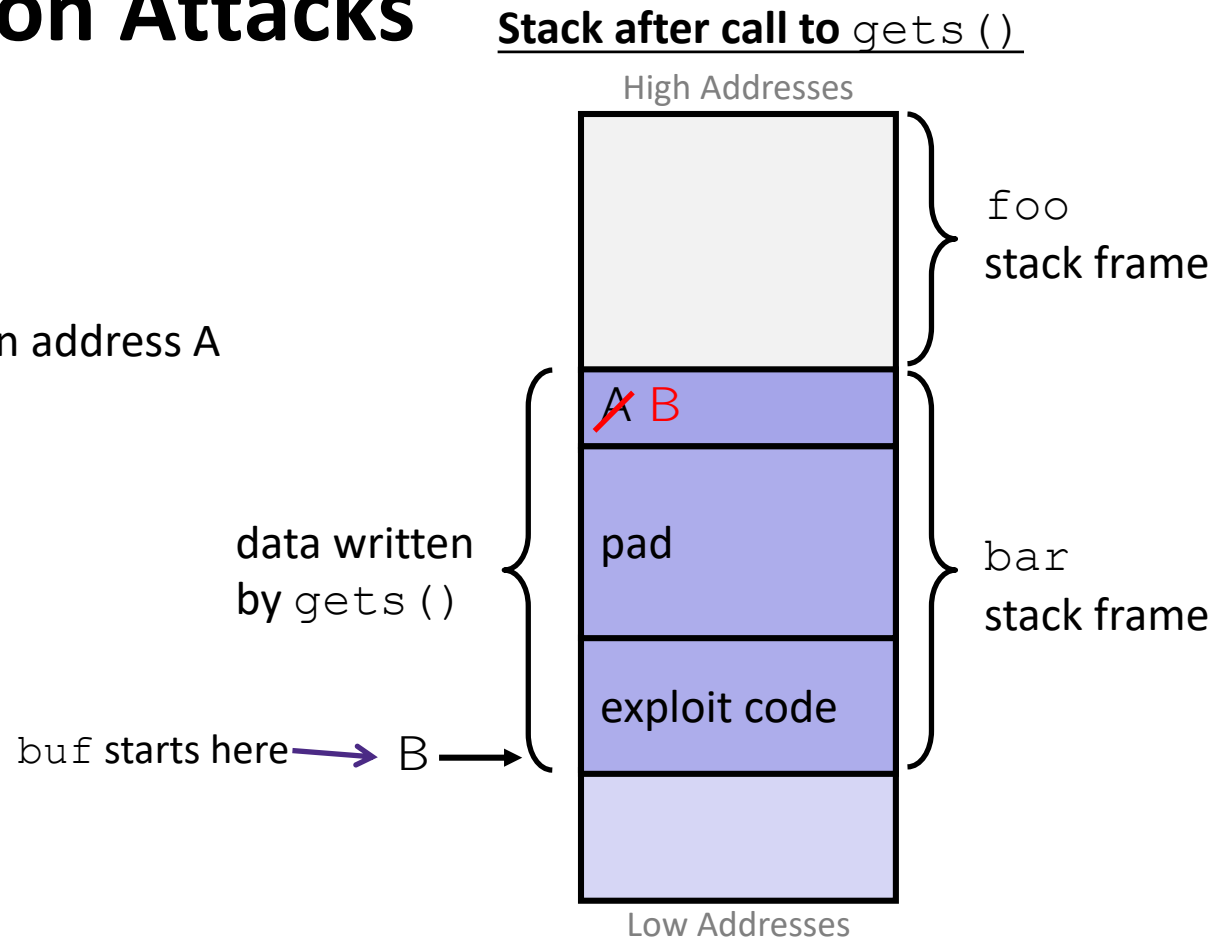 on Attacks
Stack after call to gets()
High Addresses
foo
stack frame
n address A
A B
data written
by gets()
pad
bar
stack frame
exploit code
buf starts here B
Low Addresses